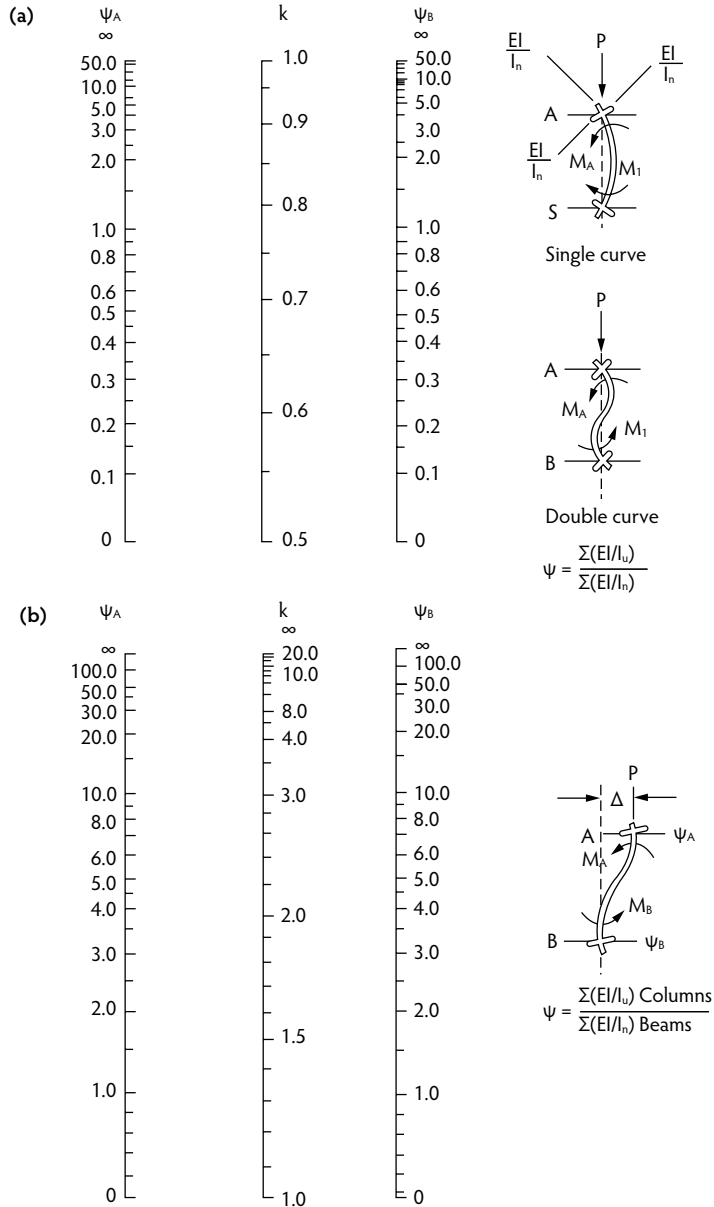 (a)
ψA
k
ψB
∞
∞
50.0
10.0
5.0
3.0
2.0
1.0
0.8
0.6
0.5
0.4
0.3
0.2
0.1
0
1.0
0.9
0.8
0.7
0.6
0.5
50.0
10.0
5.0
3.0
2.0
1.0
0.8
0.6
0.5
0.4
0.3
0.2
0.1
0
EI
In
P
EI
In
A
EI
In
MA
M1
S
Single curve
P
A
MA
M1
B
Double curve
ψ = Σ(EI/Iu)
Σ(EI/In)
(b)
ψA
k
ψB
∞
100.0
50.0
30.0
20.0
10.0
8.0
6.0
5.0
4.0
3.0
2.0
1.0
0
∞
20.0
10.0
8.0
4.0
3.0
2.0
1.5
1.0
∞
100.0
50.0
30.0
20.0
10.0
8.0
6.0
5.0
4.0
3.0
2.0
1.0
0
P
Δ
A
ψA
MA
MB
B
ψB
ψ = Σ(EI/Iu) Columns
Σ(EI/In) Beams